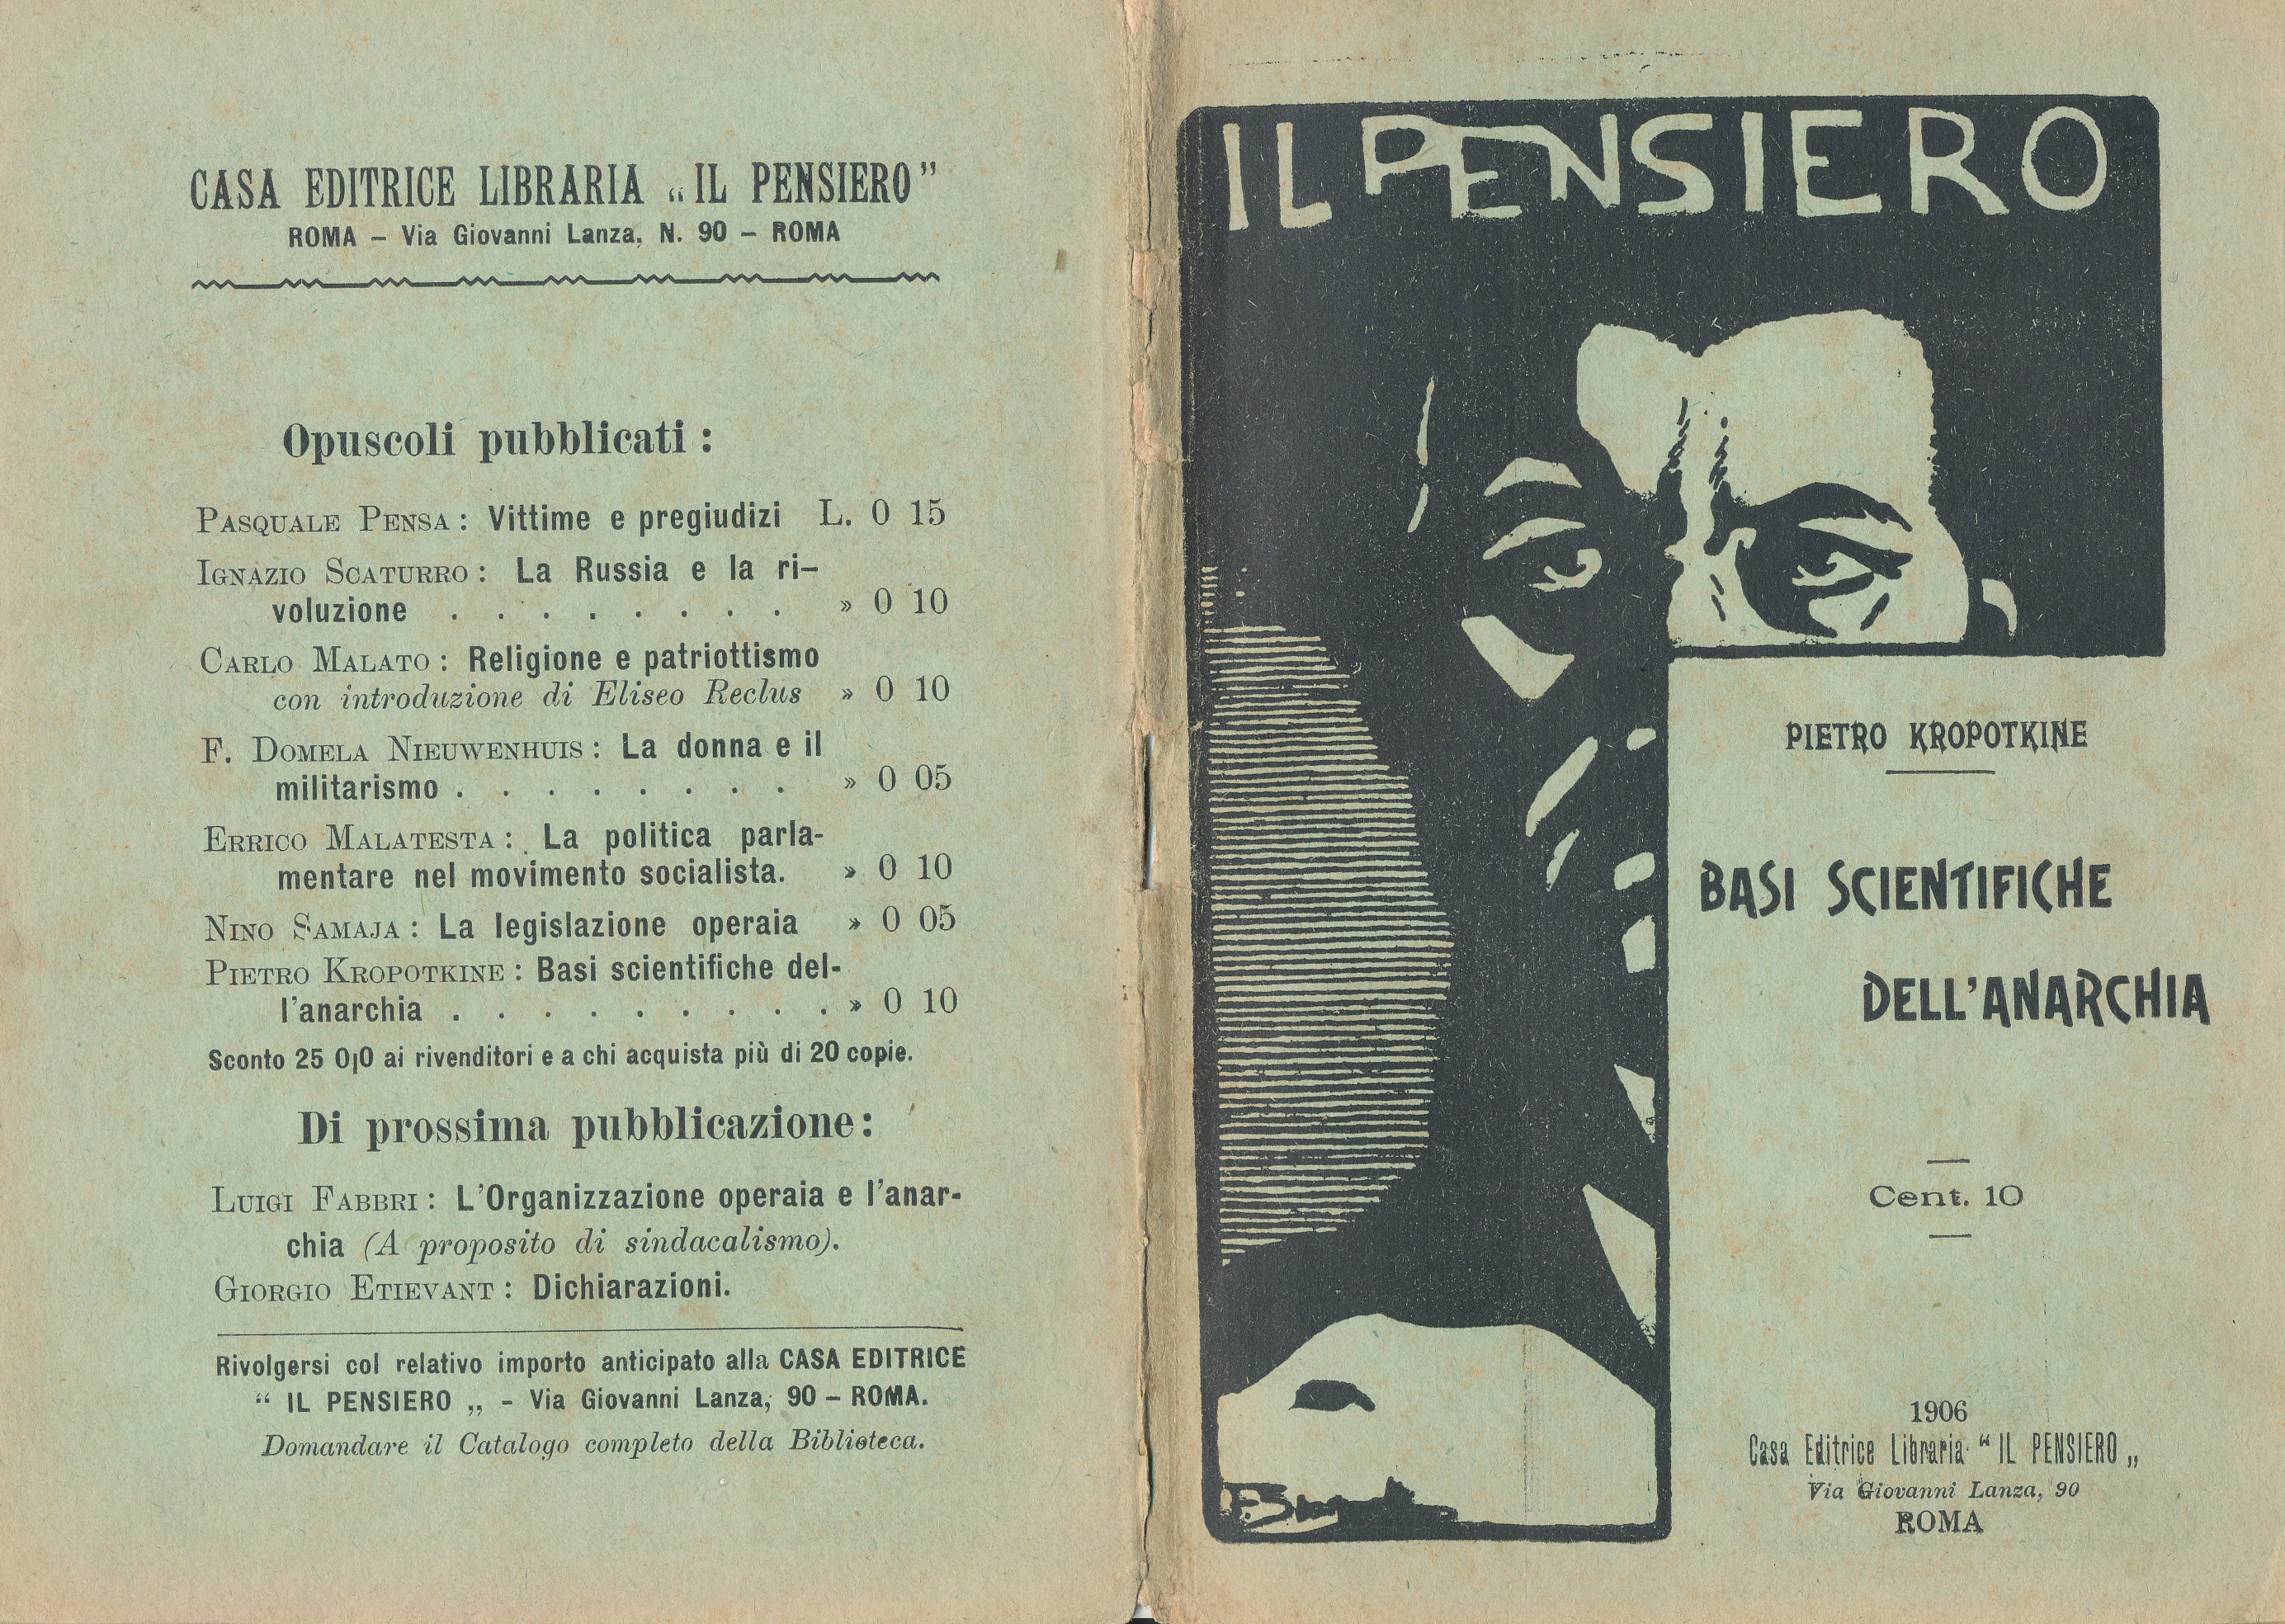 CASA EDITRICE LIBRARIA „IL PENSIERO”
ROMA – Via Giovanni Lanza, N. 90 – ROMA
Opuscoli pubblicati :
PASQUALE PENSA : Vittime e pregiudizi L. 0 15
IGNAZIO SCATURRO : La Russia e la ri–
voluzione . . . . . . . . » 0 10
CARLO MALATO : Religione e patriottismo
con introduzione di Eliseo Reclus » 0 10
F. DOMELA NIEUWENHUIS : La donna e il
militarismo . . . . . . . . » 0 05
ERRICO MALATESTA : La politica parla-
mentare nel movimento socialista. » 0 10
NINO SAMAJA : La legislazione operaia » 0 05
PIETRO KROPOTKINE : Basi scientifiche del-
l'anarchia . . . . . . . . . » 0 10
Sconto 25 0|0 ai rivenditori e a chi acquista più di 20 copie.
Di prossima pubblicazione :
LUIGI FABBRI : L'Organizzazione operaia e l'anar-
chia (A proposito di sindacalismo).
GIORGIO ETIEVANT : Dichiarazioni.
Rivolgersi col relativo importo anticipato alla CASA EDITRICE
“ IL PENSIERO „ - Via Giovanni Lanza, 90 – ROMA.
Domandare il Catalogo completo della Biblioteca.
IL PENSIERO
PIETRO KROPOTKINE
BASI SCIENTIFICHE
DELL'ANARCHIA
Cent. 10
1906
Casa Editrice Libraria “ IL PENSIERO „
Via Giovanni Lanza, 90
ROMA